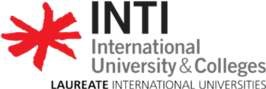 INTI
International
University & Colleges
LAUREATE INTERNATIONAL UNIVERSITIES